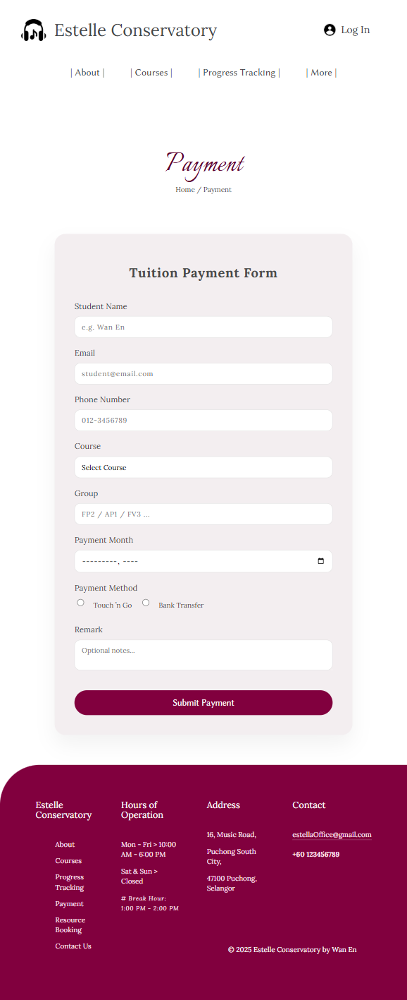 Estelle Conservatory
Log In
| About |
| Courses |
| Progress Tracking |
| More |
Payment
Home / Payment
Tuition Payment Form
Student Name
e.g. Wan En
Email
student@email.com
Phone Number
012-3456789
Course
Select Course
Group
FP2 / AP1 / FV3 ...
Payment Month
---------, ----
Payment Method
Touch 'n Go
Bank Transfer
Remark
Optional notes...
Submit Payment
Estelle
Conservatory
About
Courses
Progress
Tracking
Payment
Resource
Booking
Contact Us
Hours of
Operation
Mon - Fri > 10:00
AM - 6:00 PM
Sat & Sun >
Closed
# Break Hour:
1:00 PM - 2:00 PM
Address
16, Music Road,
Puchong South
City,
47100 Puchong,
Selangor
Contact
estellaOffice@gmail.com
+60 123456789
© 2025 Estelle Conservatory by Wan En